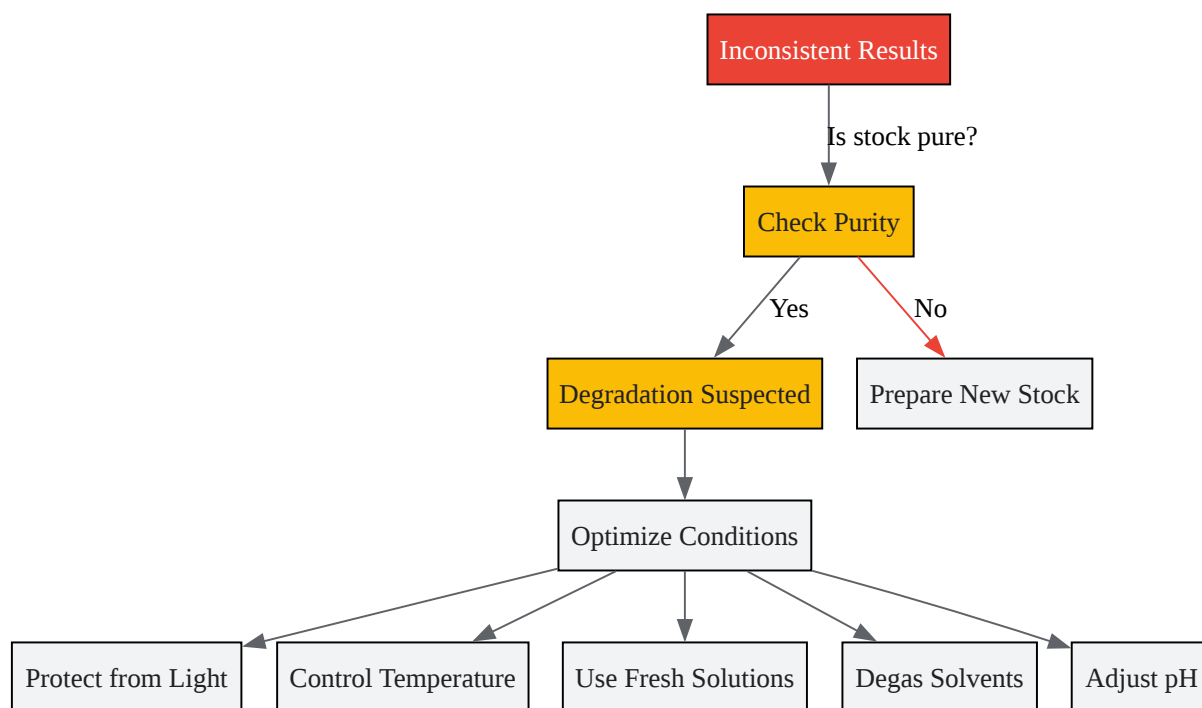 Inconsistent Results
Is stock pure?
Check Purity
Yes
No
Degradation Suspected
Prepare New Stock
Optimize Conditions
Protect from Light
Control Temperature
Use Fresh Solutions
Degas Solvents
Adjust pH